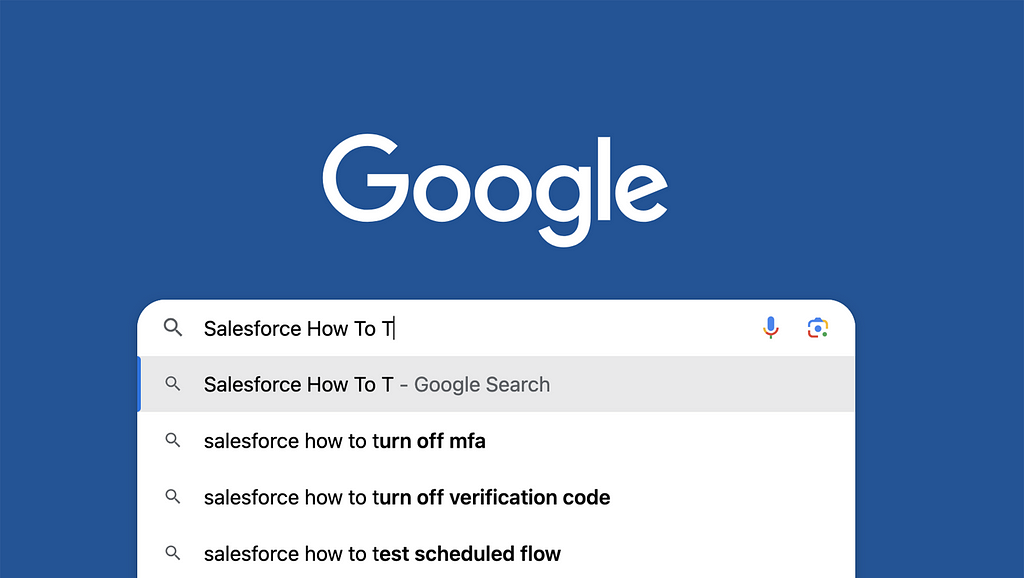 Google
Salesforce How To T
Salesforce How To T - Google Search
salesforce how to turn off mfa
salesforce how to turn off verification code
salesforce how to test scheduled flow